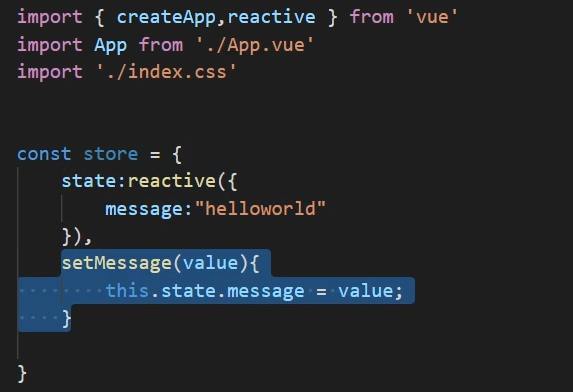 import { createApp,reactive } from 'vue'
import App from './App.vue'
import './index.css'
const store = {
    state:reactive({
        message:"helloworld"
    }),
    setMessage(value){
        this.state.message = value;
    }
}